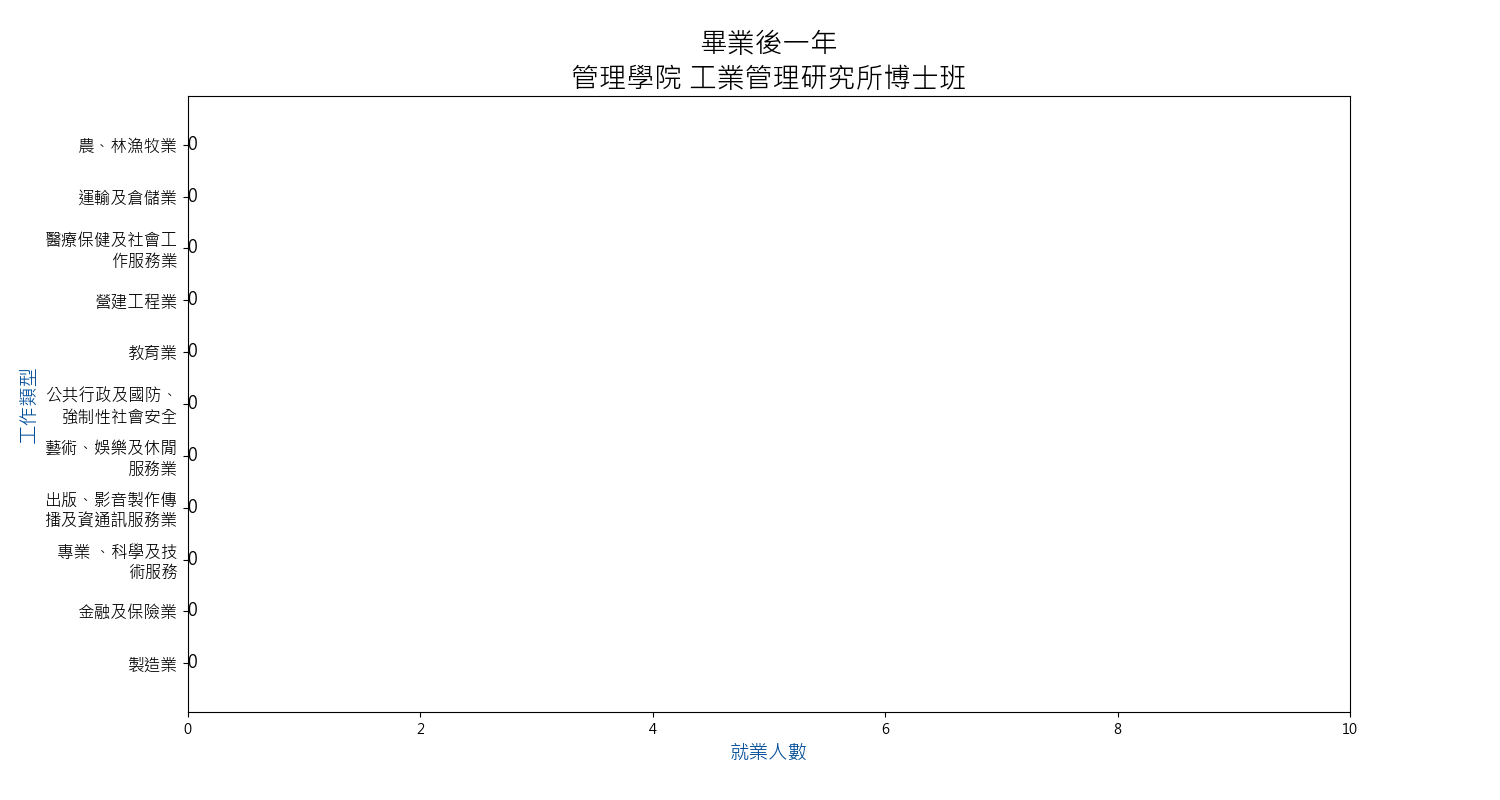 畢業後一年
管理學院 工業管理研究所博士班
農、林漁牧業
0
運輸及倉儲業
0
醫療保健及社會工
作服務業
0
營建工程業
0
教育業
0
公共行政及國防、
強制性社會安全
0
藝術、娛樂及休閒
服務業
0
出版、影音製作傳
播及資通訊服務業
0
專業 、科學及技
術服務
0
金融及保險業
0
製造業
0
工作類型
0 2 4 6 8 10
就業人數